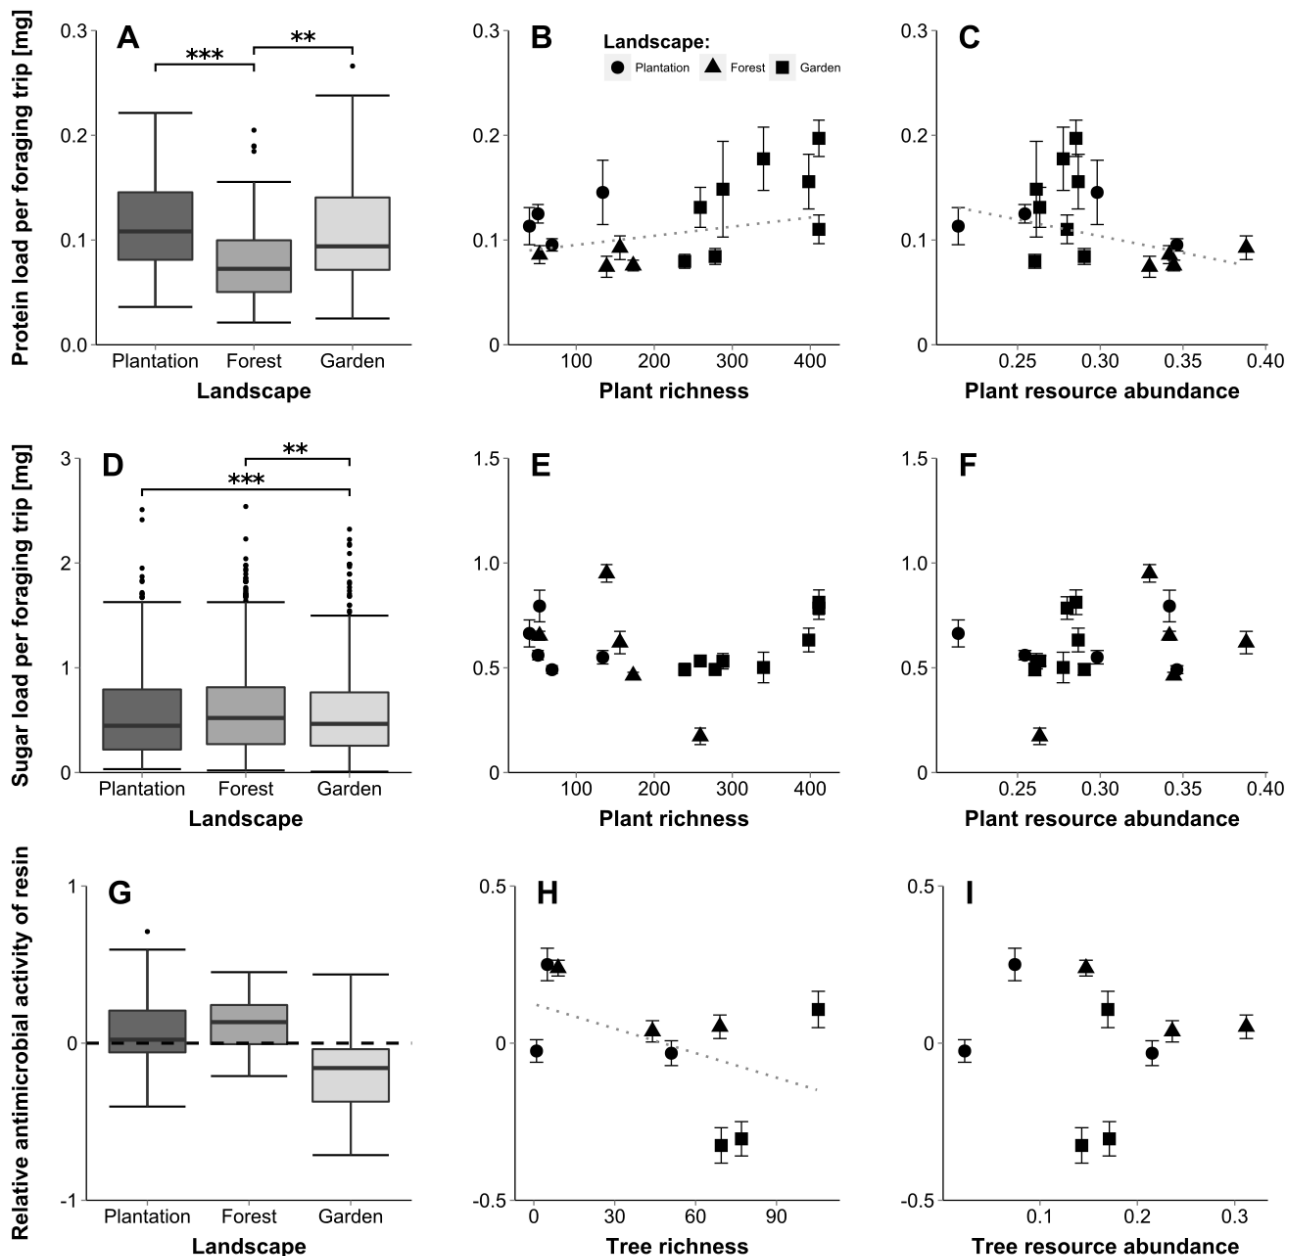 Protein load per foraging trip [mg]
A
***
**
0.3
0.2
0.1
0.0
Plantation Forest Garden
Landscape
B
Landscape:
Plantation Forest Garden
0.3
0.2
0.1
0
100 200 300 400
Plant richness
C
0.3
0.2
0.1
0
0.25 0.30 0.35 0.40
Plant resource abundance
Sugar load per foraging trip [mg]
D
**
***
3
2
1
0
Plantation Forest Garden
Landscape
E
1.5
1.0
0.5
0
100 200 300 400
Plant richness
F
1.5
1.0
0.5
0
0.25 0.30 0.35 0.40
Plant resource abundance
Relative antimicrobial activity of resin
G
1
0
-1
Plantation Forest Garden
Landscape
H
0.5
0
-0.5
0 30 60 90
Tree richness
I
0.5
0
-0.5
0.1 0.2 0.3
Tree resource abundance